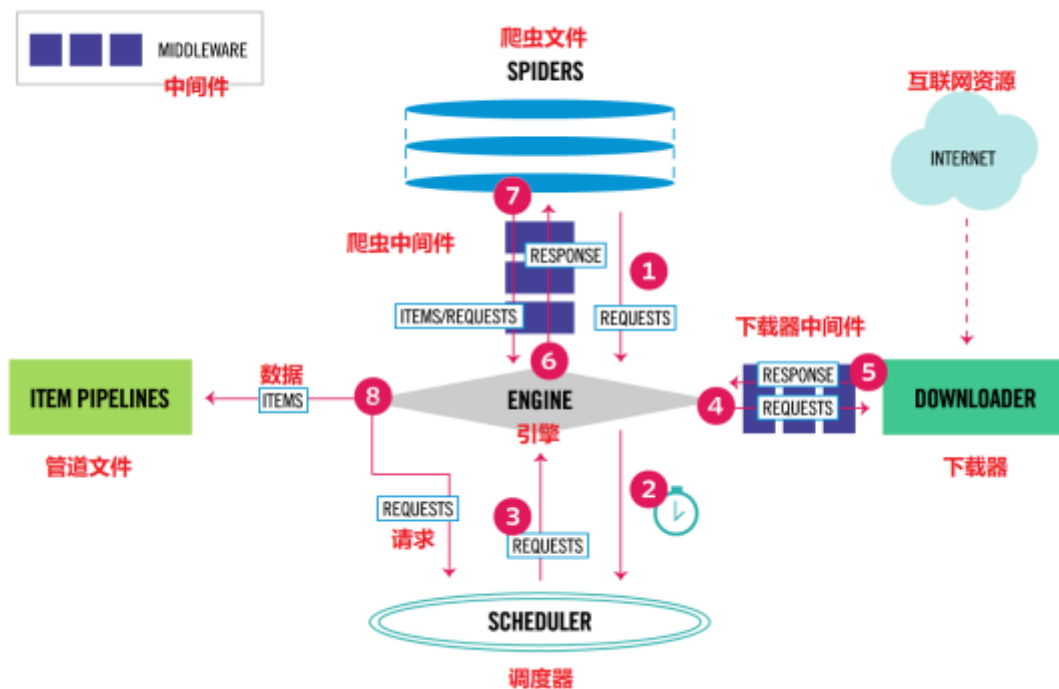 MIDDLEWARE
中间件
爬虫文件
SPIDERS
互联网资源
INTERNET
7
爬虫中间件
RESPONSE
1
ITEMS/REQUESTS
REQUESTS
下载器中间件
6
RESPONSE
5
ITEM PIPELINES
数据
ITEMS
8
ENGINE
引擎
4
REQUESTS
DOWNLOADER
管道文件
下载器
2
REQUESTS
请求
3
REQUESTS
SCHEDULER
调度器